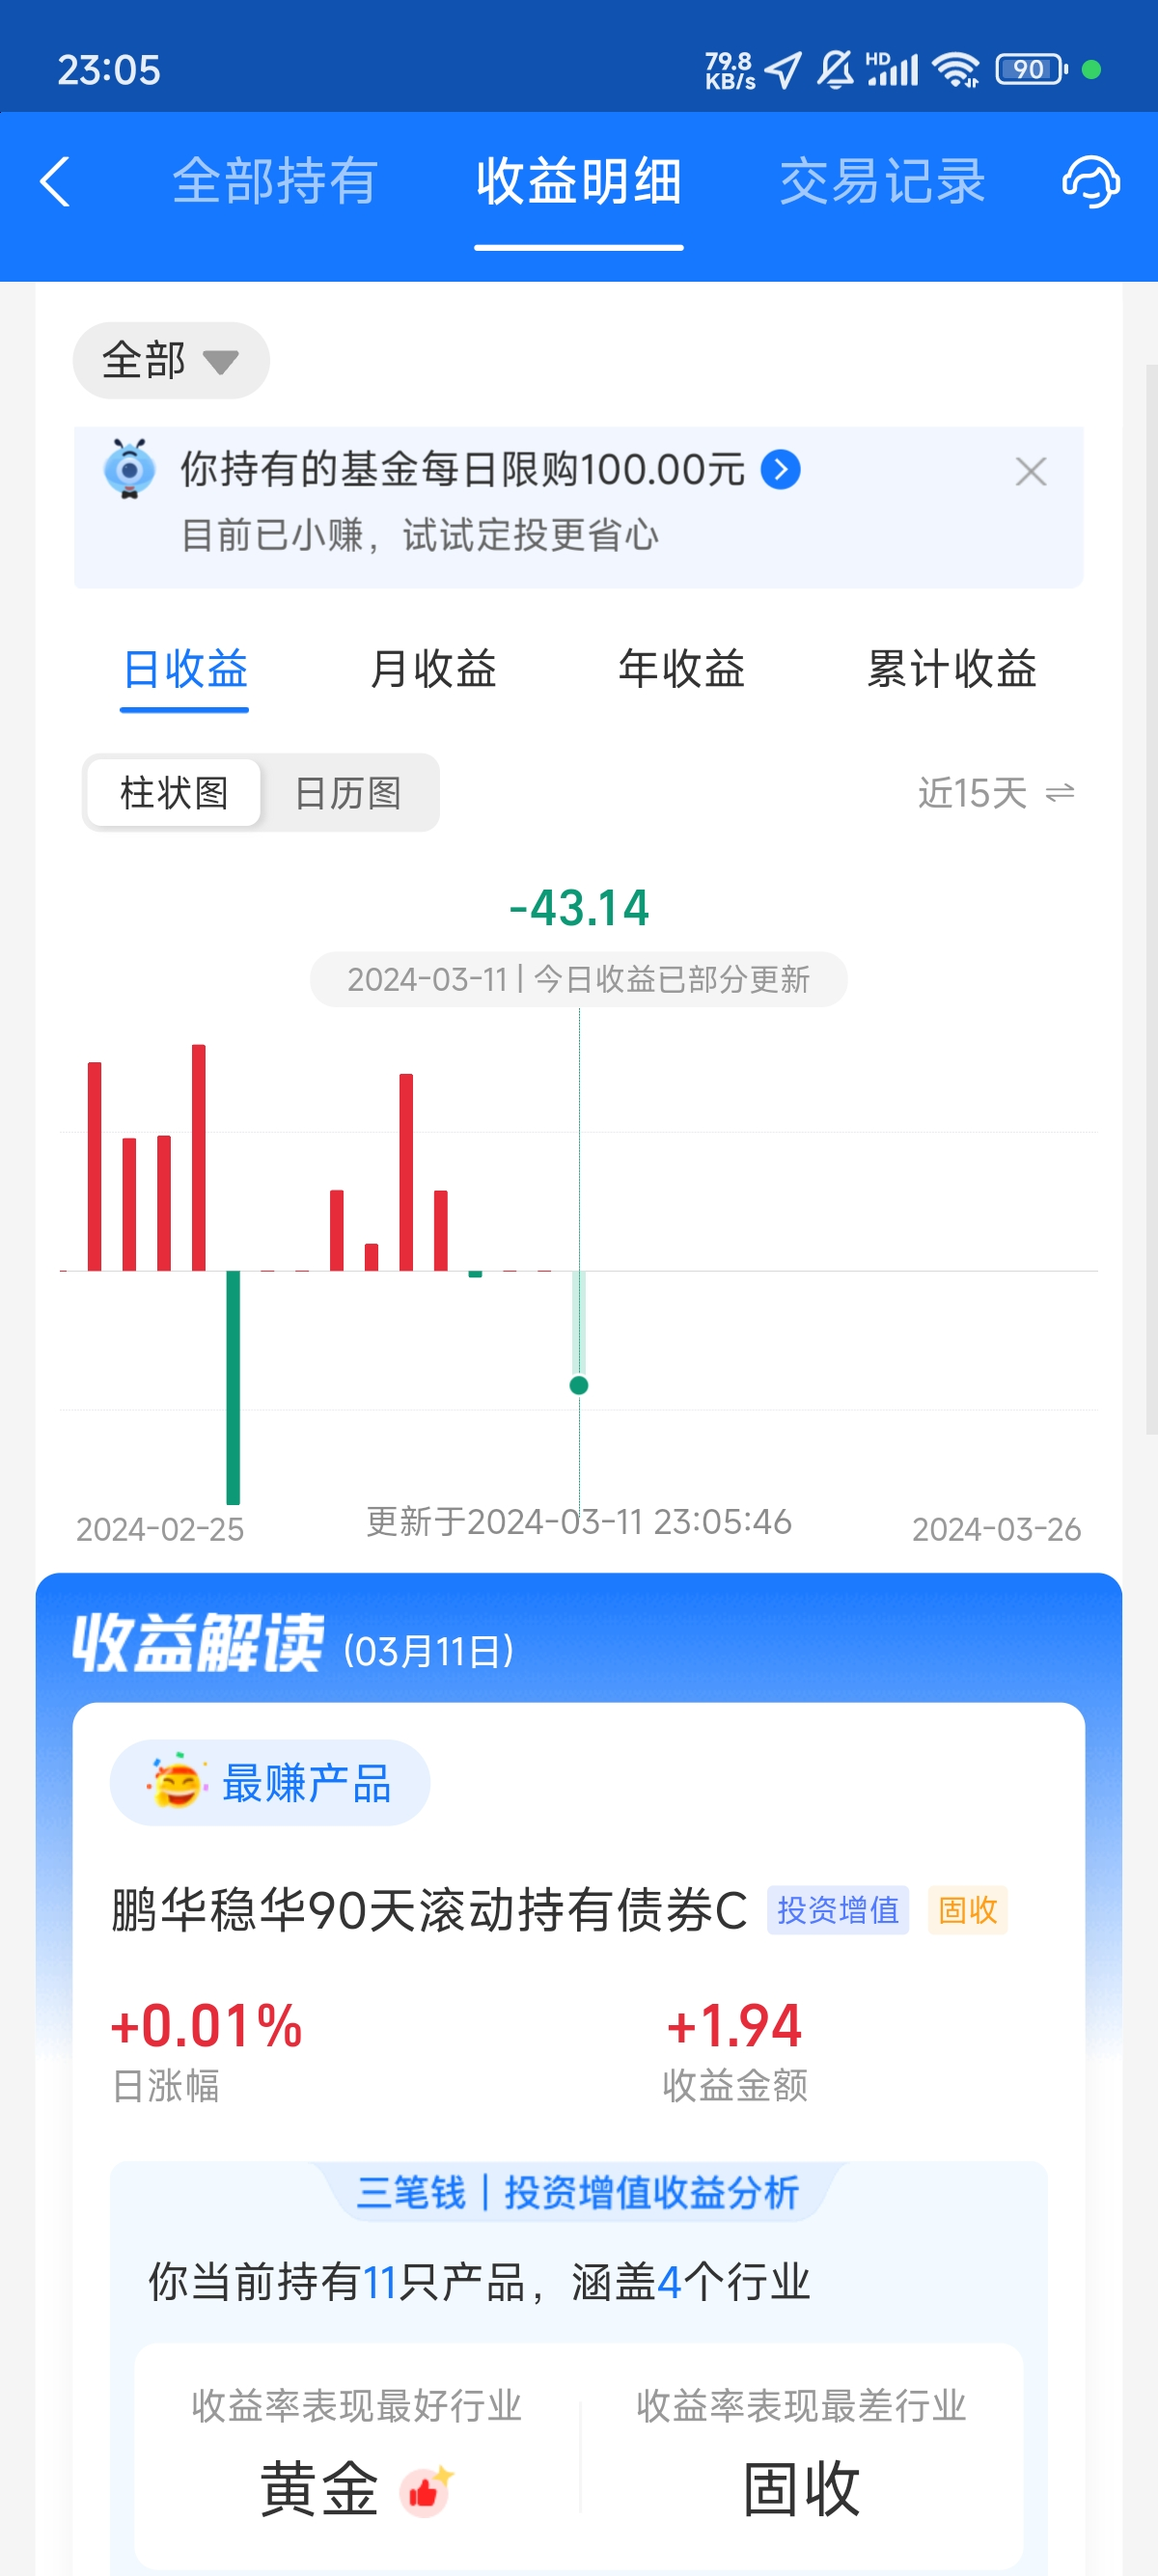 23:05
79.8
KB/s
HD
90
全部持有
收益明细
交易记录
全部
你持有的基金每日限购100.00元
目前已小赚，试试定投更省心
日收益
月收益
年收益
累计收益
柱状图
日历图
近15天
-43.14
2024-03-11 | 今日收益已部分更新
2024-02-25
更新于2024-03-11 23:05:46
2024-03-26
收益解读 (03月11日)
最赚产品
鹏华稳华90天滚动持有债券C 投资增值 固收
+0.01%
+1.94
日涨幅
收益金额
三笔钱 | 投资增值收益分析
你当前持有11只产品，涵盖4个行业
收益率表现最好行业
收益率表现最差行业
黄金
固收